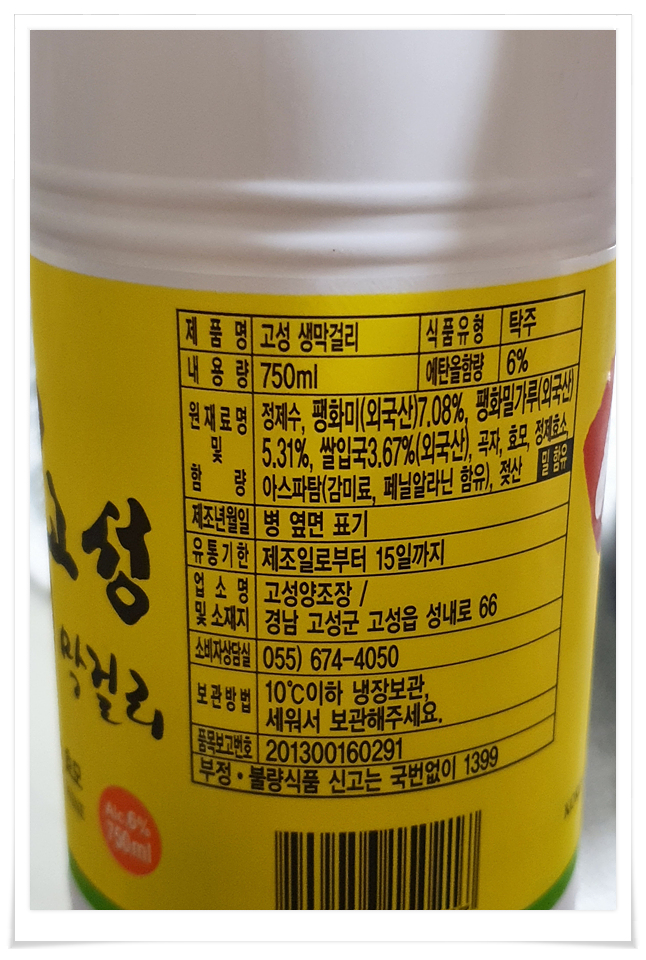 제 품 명 고성 생막걸리 식품유형 탁주
내 용 량 750ml 에탄올함량 6%
원재료명 및 함 량 정제수, 팽화미(외국산)7.08%, 팽화밀가루(외국산)
5.31%, 쌀입국3.67%(외국산), 곡자, 효모, 정제효소,
아스파탐(감미료, 페닐알라닌 함유), 젖산 밀 함유
제조년월일 병 옆면 표기
유통기한 제조일로부터 15일까지
업 소 명 및 소재지 고성양조장 /
경남 고성군 고성읍 성내로 66
소비자상담실 055) 674-4050
보관방법 10℃이하 냉장보관,
세워서 보관해주세요.
품목보고번호 201300160291
부정·불량식품 신고는 국번없이 1399
고성
막걸리
Alc.6%
750ml